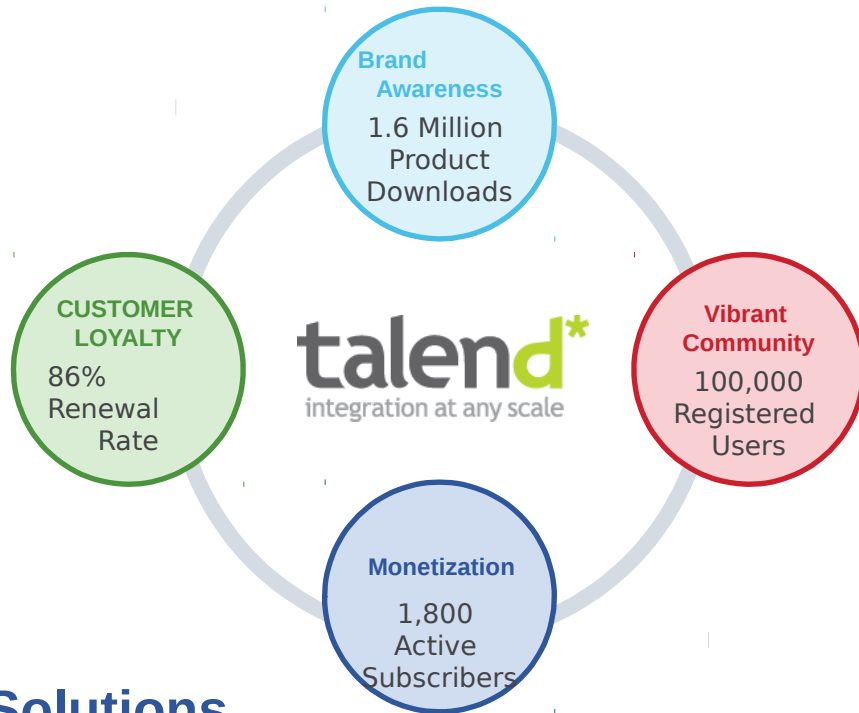 Brand
Awareness
1.6 Million
Product
Downloads
CUSTOMER
LOYALTY
86%
Renewal
Rate
talend*
integration at any scale
Vibrant
Community
100,000
Registered
Users
Monetization
1,800
Active
Subscribers
Solutions